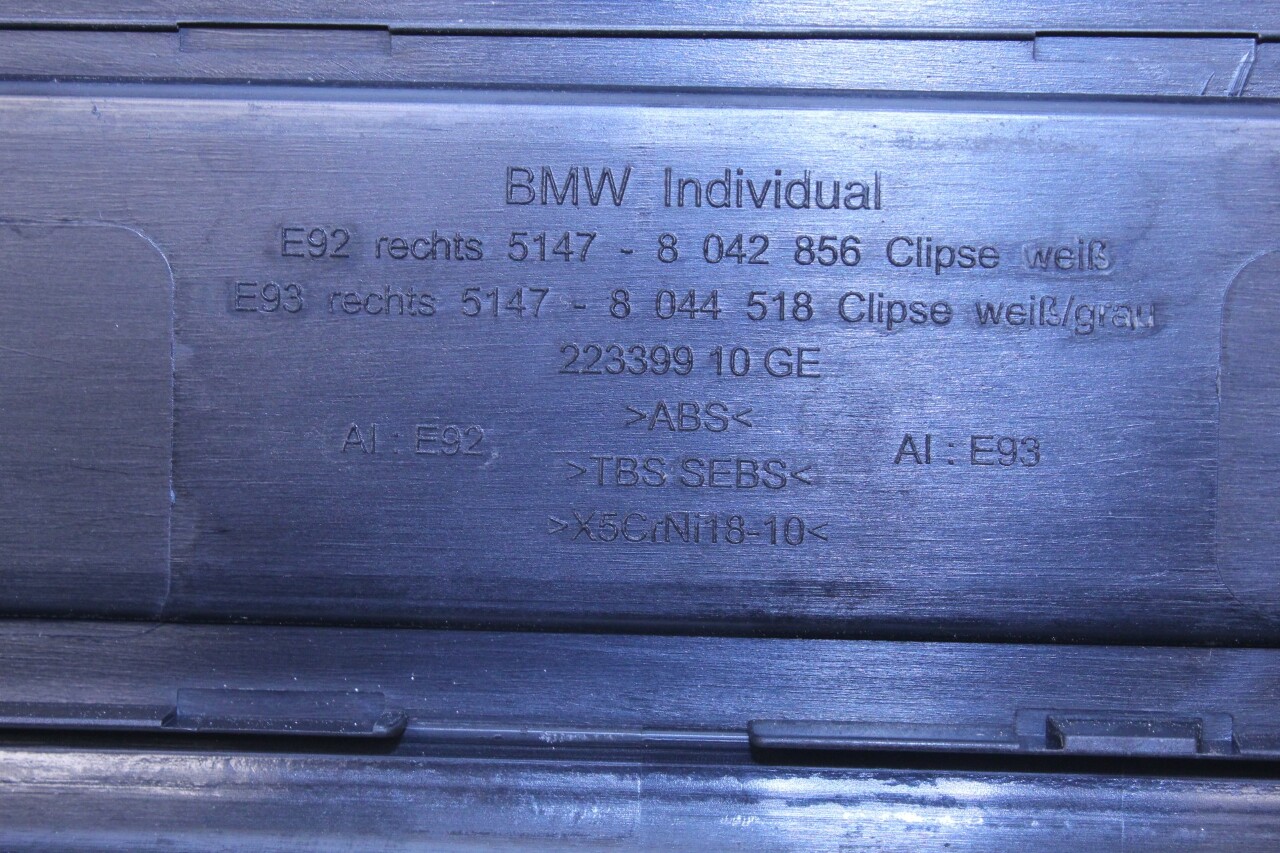 BMW Individual
E92 rechts 5147 - 8 042 856 Clipse weiß
E93 rechts 5147 - 8 044 518 Clipse weiß/grau
223399 10 GE
>ABS<
AI : E92
AI : E93
>TBS SEBS<
>X5CrNi18-10<